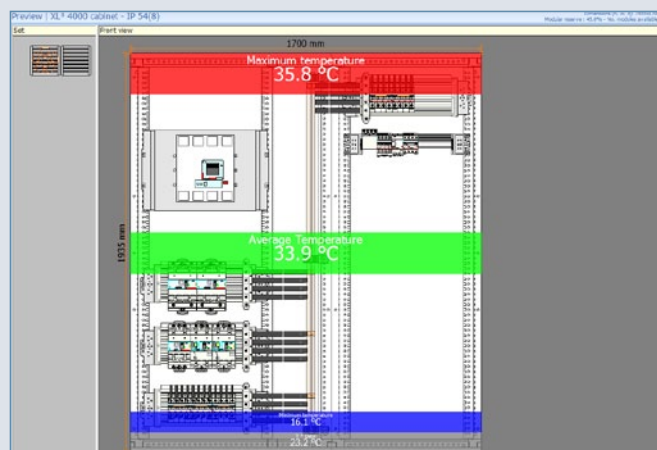 Preview | XL³ 4000 cabinet - IP 54(8)
Set
Front view
1700 mm
Maximum temperature
35.8 °C
1935 mm
Average Temperature
33.9 °C
Minimum temperature
16.1 °C
23.2 °C